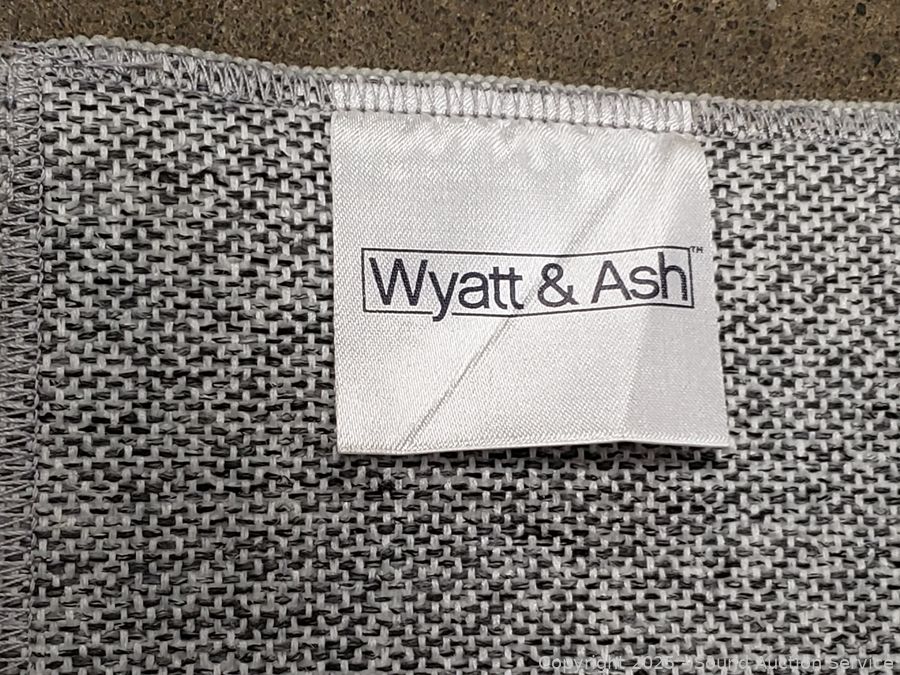 Wyatt & Ash™
Copyright 2026 - Sound Auction Service